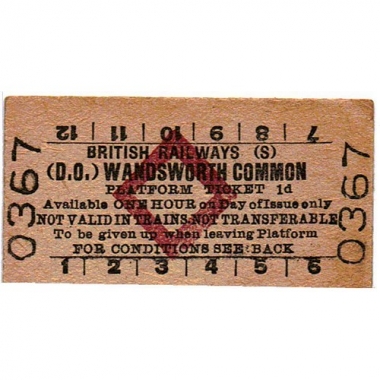 12 | 11 | 10 | 9 | 8 | 7
BRITISH RAILWAYS (S)
(D.O.) WANDSWORTH COMMON
PLATFORM TICKET 1d
Available ONE HOUR on Day of Issue only
NOT VALID IN TRAINS. NOT TRANSFERABLE
To be given up when leaving Platform
FOR CONDITIONS SEE BACK
1 | 2 | 3 | 4 | 5 | 6
0367
0367